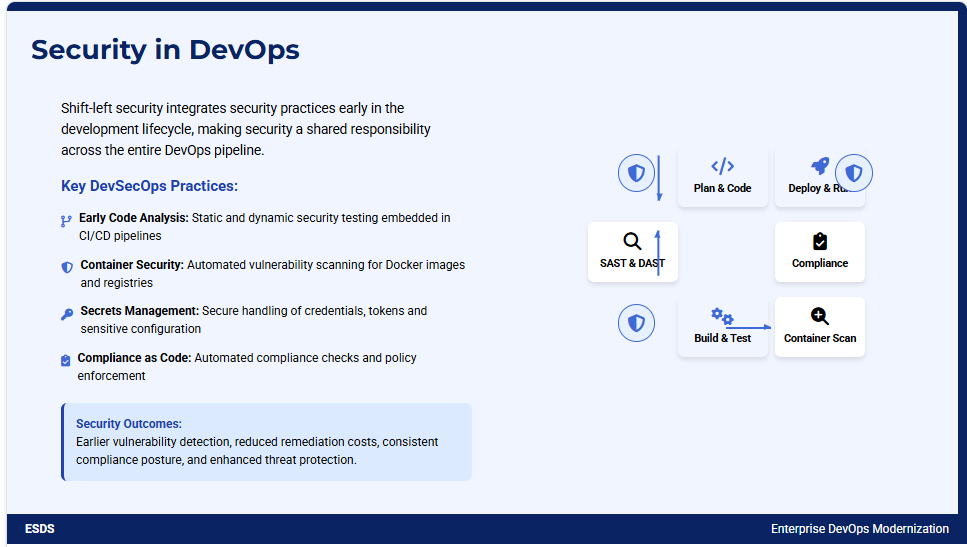 Security in DevOps
Shift-left security integrates security practices early in the
development lifecycle, making security a shared responsibility
across the entire DevOps pipeline.
Key DevSecOps Practices:
Early Code Analysis: Static and dynamic security testing embedded in
CI/CD pipelines
Container Security: Automated vulnerability scanning for Docker images
and registries
Secrets Management: Secure handling of credentials, tokens and
sensitive configuration
Compliance as Code: Automated compliance checks and policy
enforcement
Security Outcomes:
Earlier vulnerability detection, reduced remediation costs, consistent
compliance posture, and enhanced threat protection.
Plan & Code
Deploy &
SAST & DAST
Compliance
Build & Test
Container Scan
ESDS
Enterprise DevOps Modernization